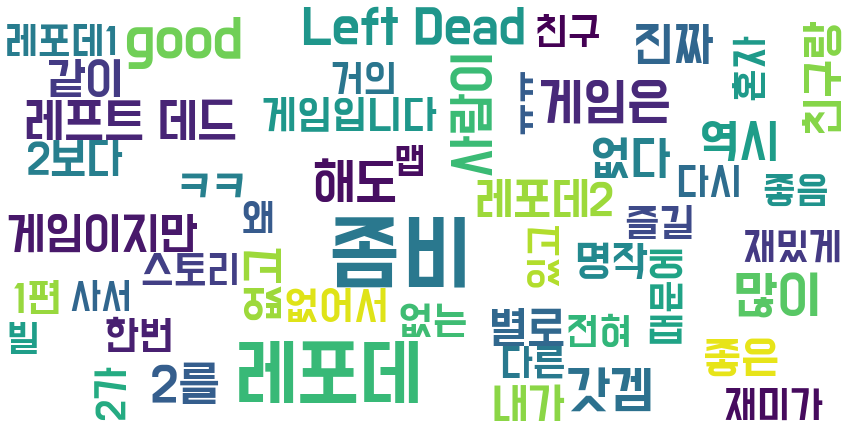 레포데1
good
Left Dead
친구
진짜
혼자
친구랑
같이
거의
사람이
ㅑㅑ
게임은
레프트 데드
게임입니다
역시
2보다
ㅋㅋ
해도
맵
없다
다시
좋음
레포데2
게임이지만
왜
좀비
즐길
재밌게
스토리
없고
있고
명작
때문에
많이
1편
사서
없어서
없는
별로
전혀
빌
한번
다른
좋은
2가
2를
레포데
내가
갓겜
재미가